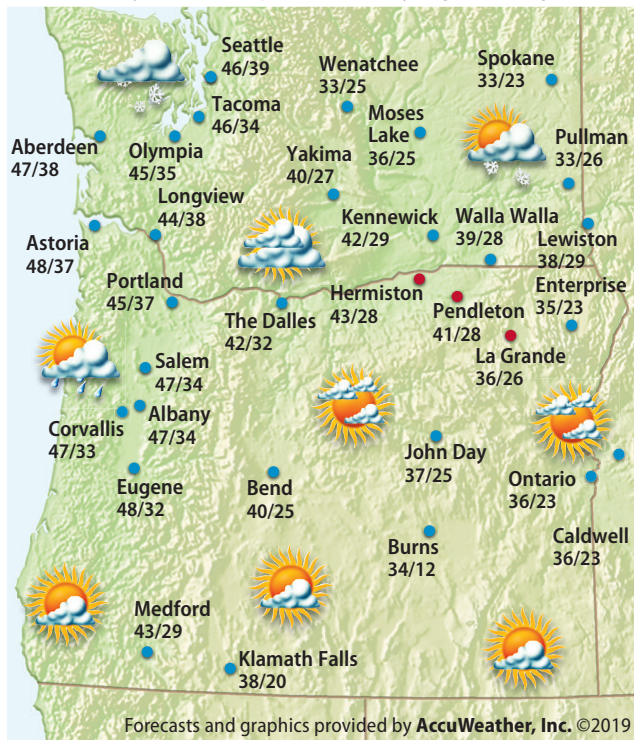 Seattle
46/39
Tacoma
46/34
Wenatchee
33/25
Moses
Lake
36/25
Spokane
33/23
Pullman
33/26
Aberdeen
47/38
Olympia
45/35
Yakima
40/27
Longview
44/38
Kennewick
42/29
Walla Walla
39/28
Lewiston
38/29
Astoria
48/37
Portland
45/37
The Dalles
42/32
Hermiston
43/28
Pendleton
41/28
Enterprise
35/23
La Grande
36/26
Salem
47/34
Albany
47/34
Corvallis
47/33
John Day
37/25
Ontario
36/23
Eugene
48/32
Bend
40/25
Burns
34/12
Caldwell
36/23
Medford
43/29
Klamath Falls
38/20
Forecasts and graphics provided by AccuWeather, Inc. ©2019